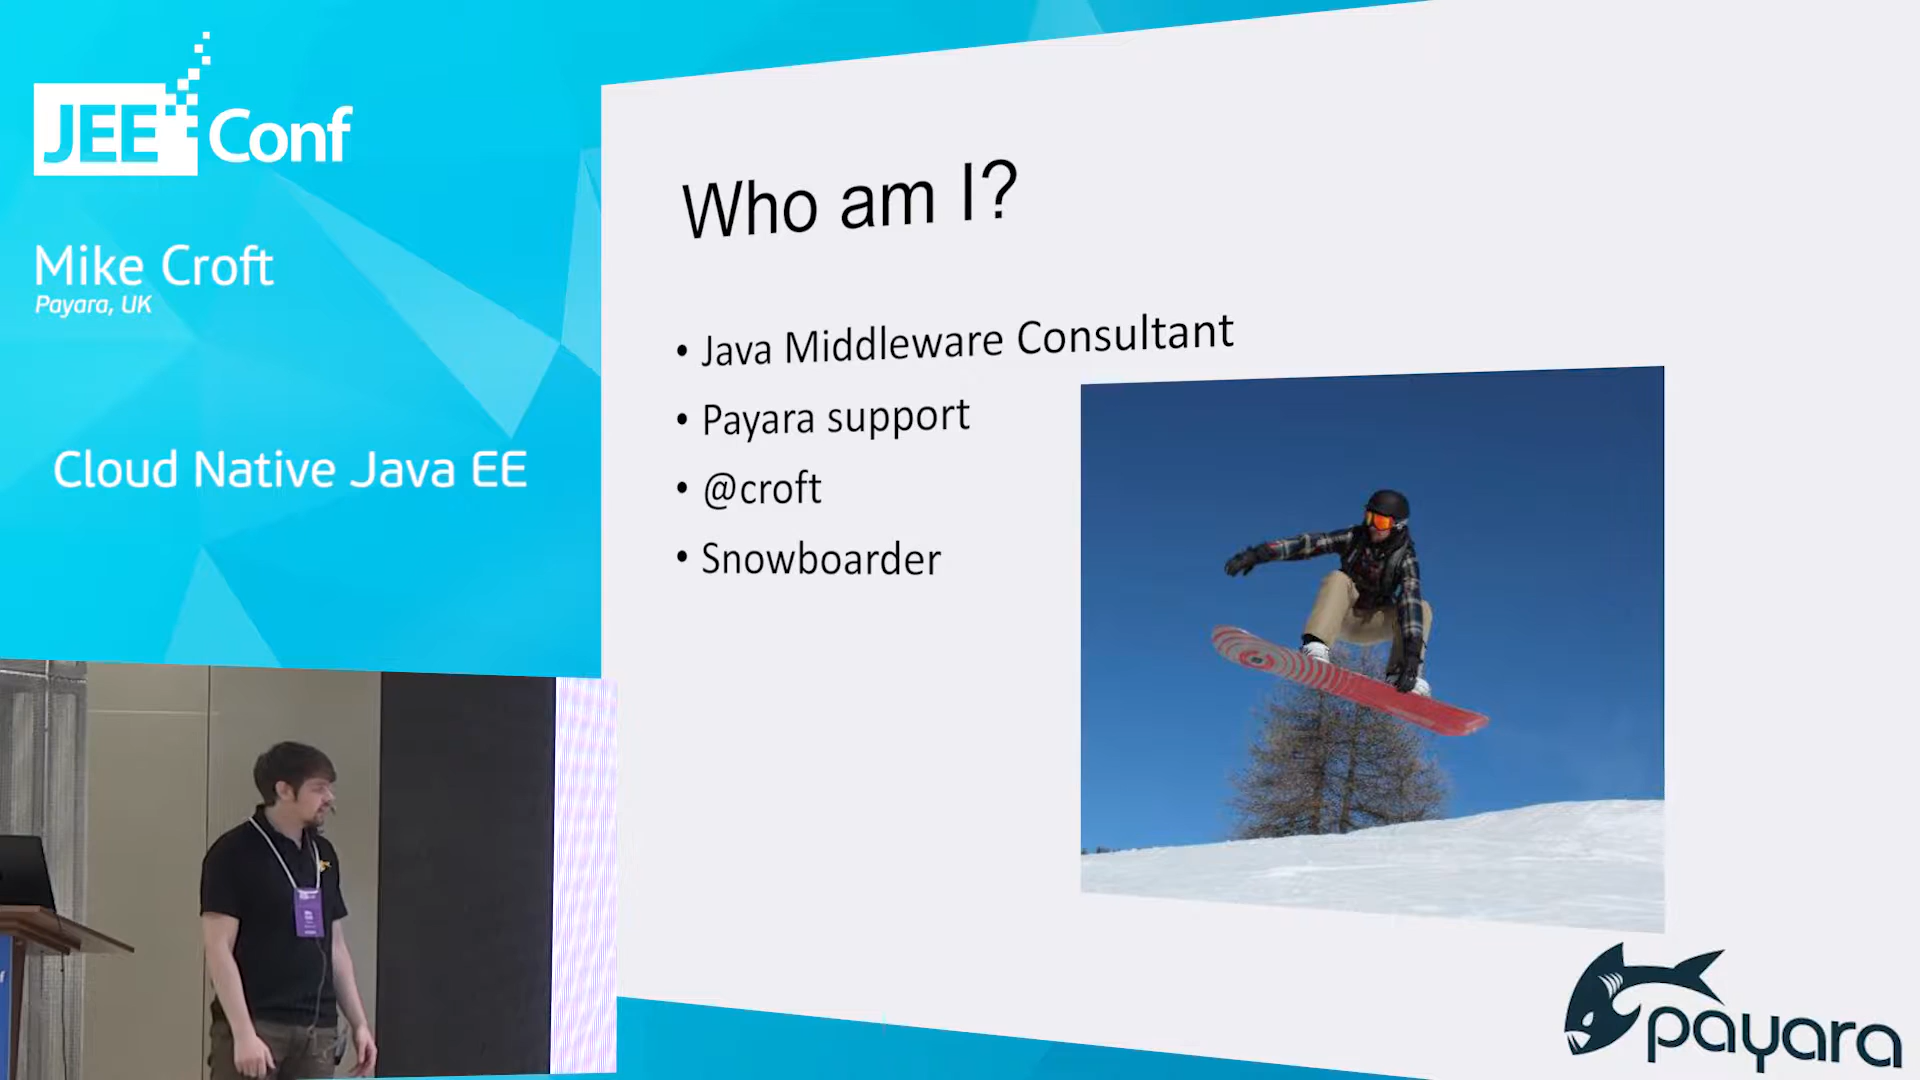 JEE Conf
Mike Croft
Payara, UK
Cloud Native Java EE
Who am I?
• Java Middleware Consultant
• Payara support
• @croft
• Snowboarder
payara